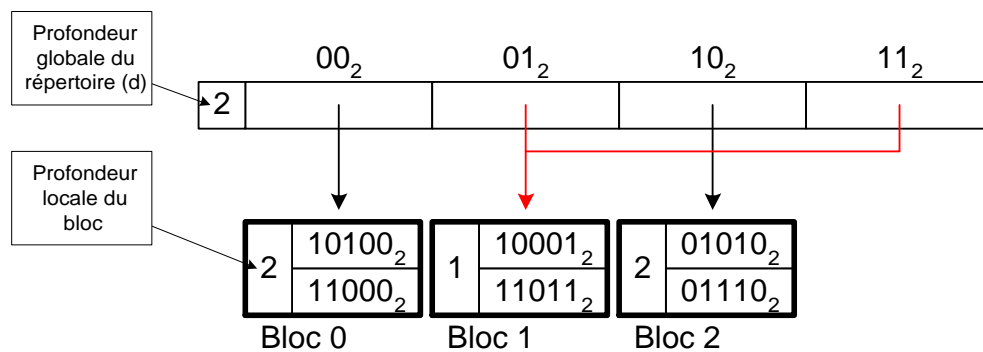 Profondeur
globale du
répertoire (d)
00₂ 01₂ 10₂ 11₂
2
Profondeur
locale du
bloc
2 10100₂ 11000₂
1 10001₂ 11011₂
2 01010₂ 01110₂
Bloc 0 Bloc 1 Bloc 2